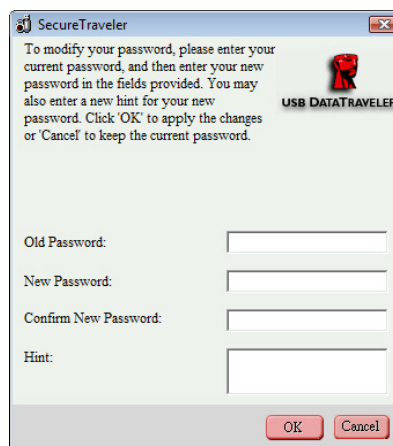 SecureTraveler
To modify your password, please enter your
current password, and then enter your new
password in the fields provided. You may
also enter a new hint for your new
password. Click 'OK' to apply the changes
or 'Cancel' to keep the current password.
USB DATATRAVELER
Old Password:
New Password:
Confirm New Password:
Hint:
OK
Cancel